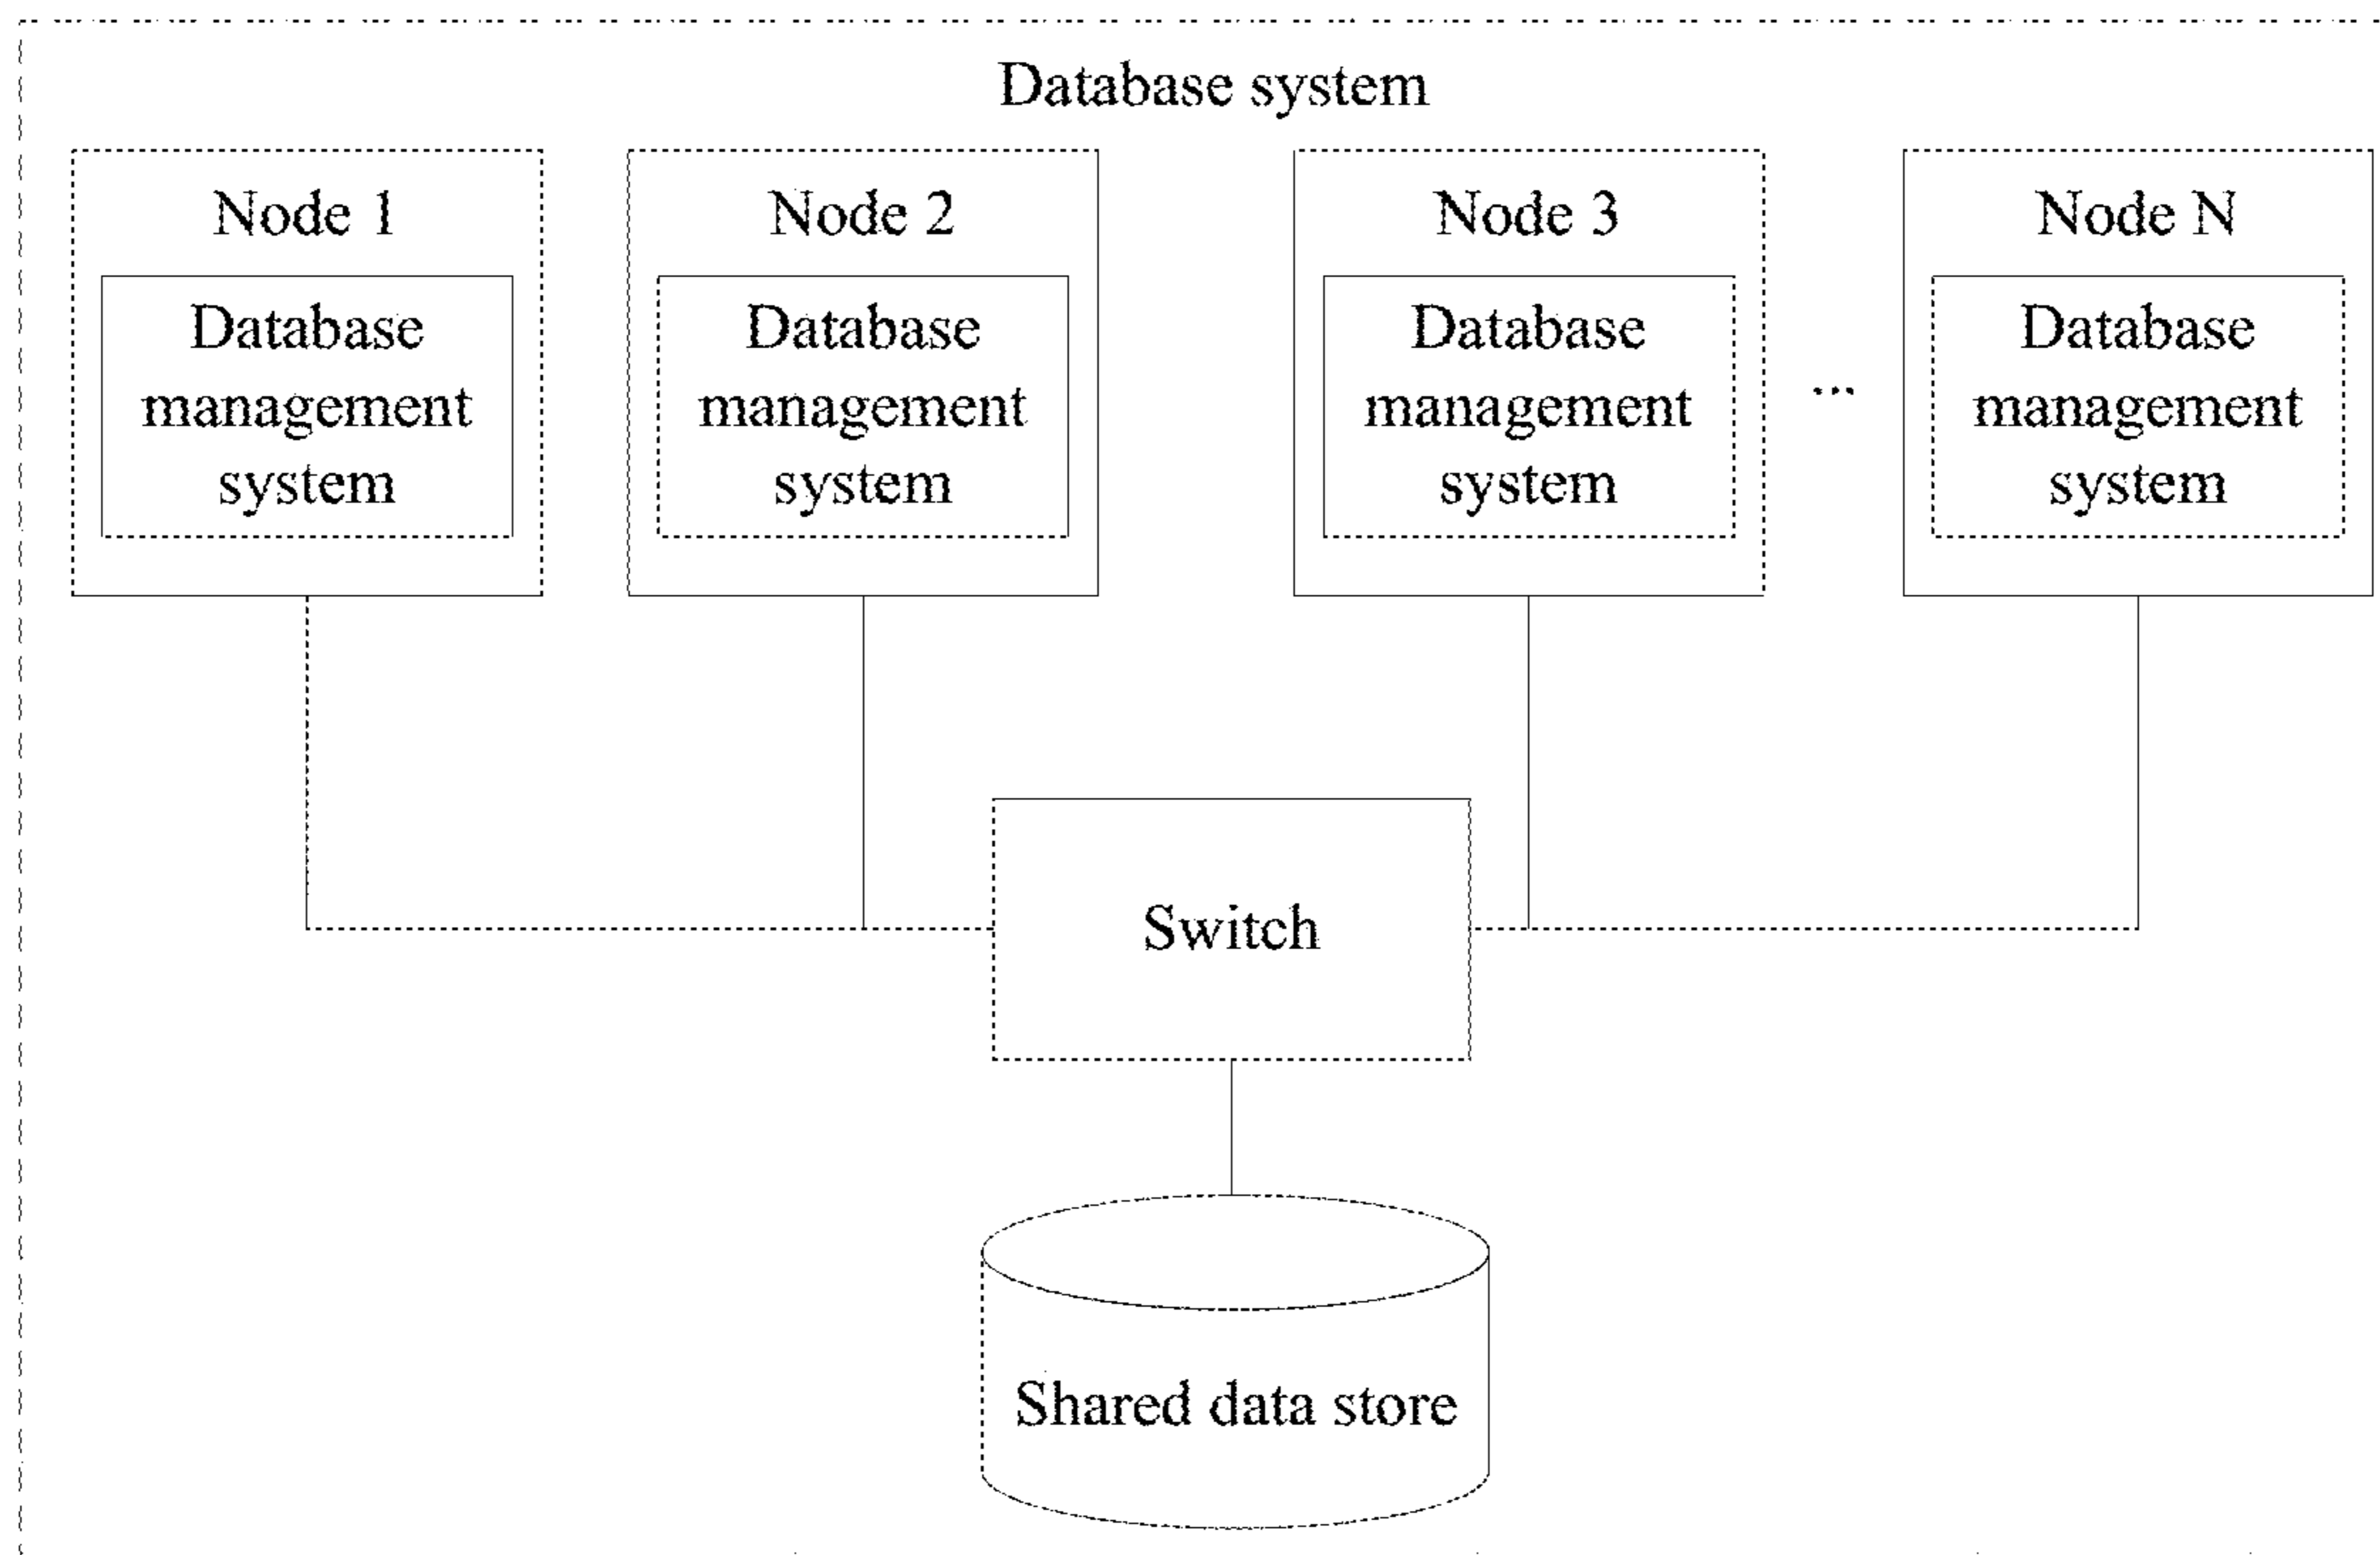 Database system
Node 1
Database
management
system
Node 2
Database
management
system
Node 3
Database
management
system
...
Node N
Database
management
system
Switch
Shared data store